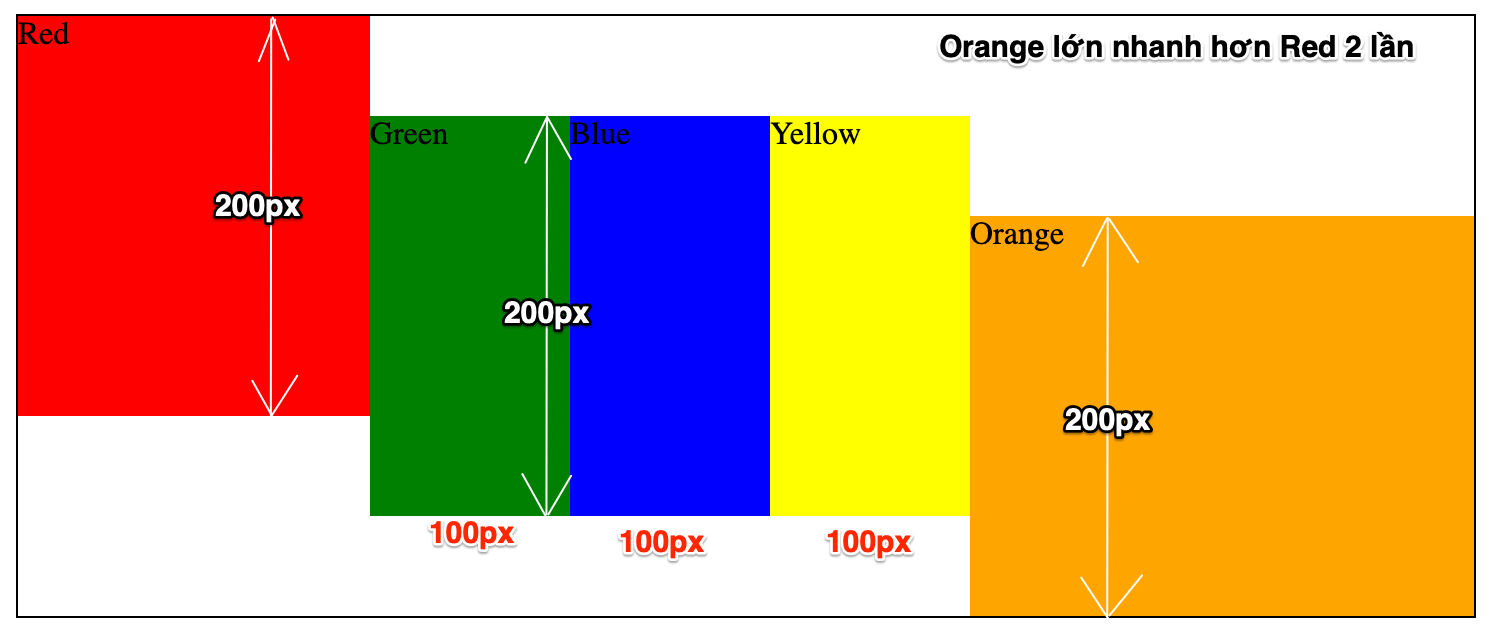 Red
Orange lớn nhanh hơn Red 2 lần
Green
Blue
Yellow
200px
Orange
200px
200px
100px
100px
100px